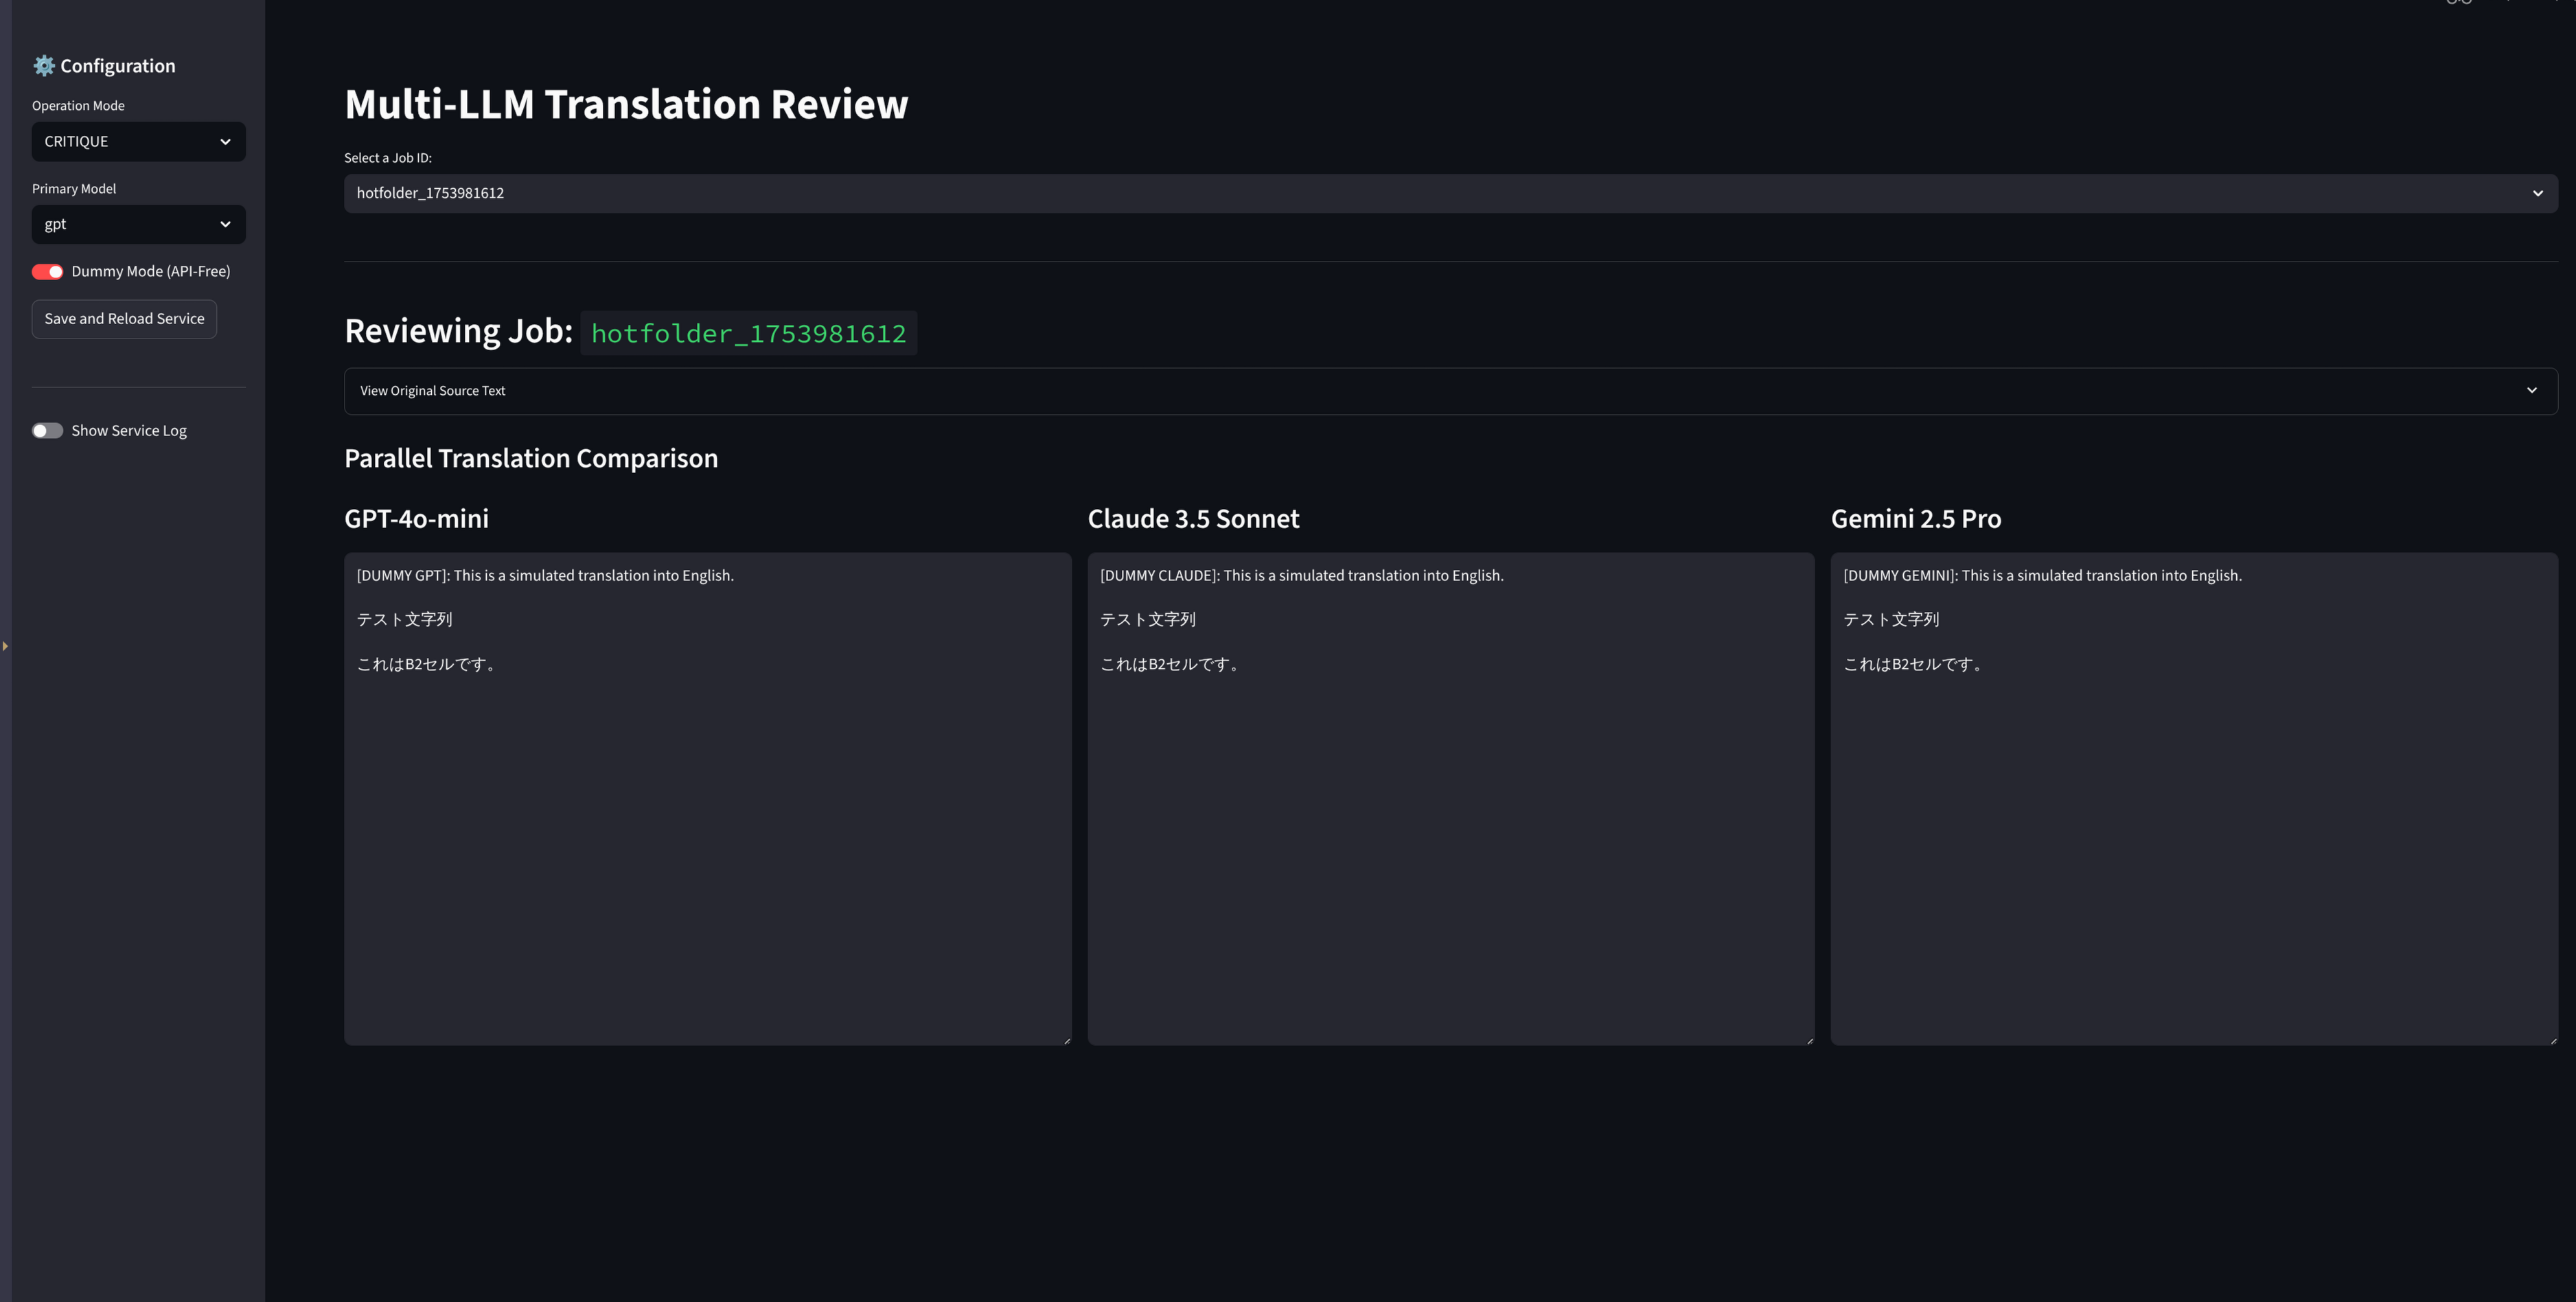 Configuration
Operation Mode
CRITIQUE
Primary Model
gpt
Dummy Mode (API-Free)
Save and Reload Service
Show Service Log
Multi-LLM Translation Review
Select a Job ID:
hotfolder_1753981612
Reviewing Job: hotfolder_1753981612
View Original Source Text
Parallel Translation Comparison
GPT-4o-mini
[DUMMY GPT]: This is a simulated translation into English.
テスト文字列
これはB2セルです。
Claude 3.5 Sonnet
[DUMMY CLAUDE]: This is a simulated translation into English.
テスト文字列
これはB2セルです。
Gemini 2.5 Pro
[DUMMY GEMINI]: This is a simulated translation into English.
テスト文字列
これはB2セルです。